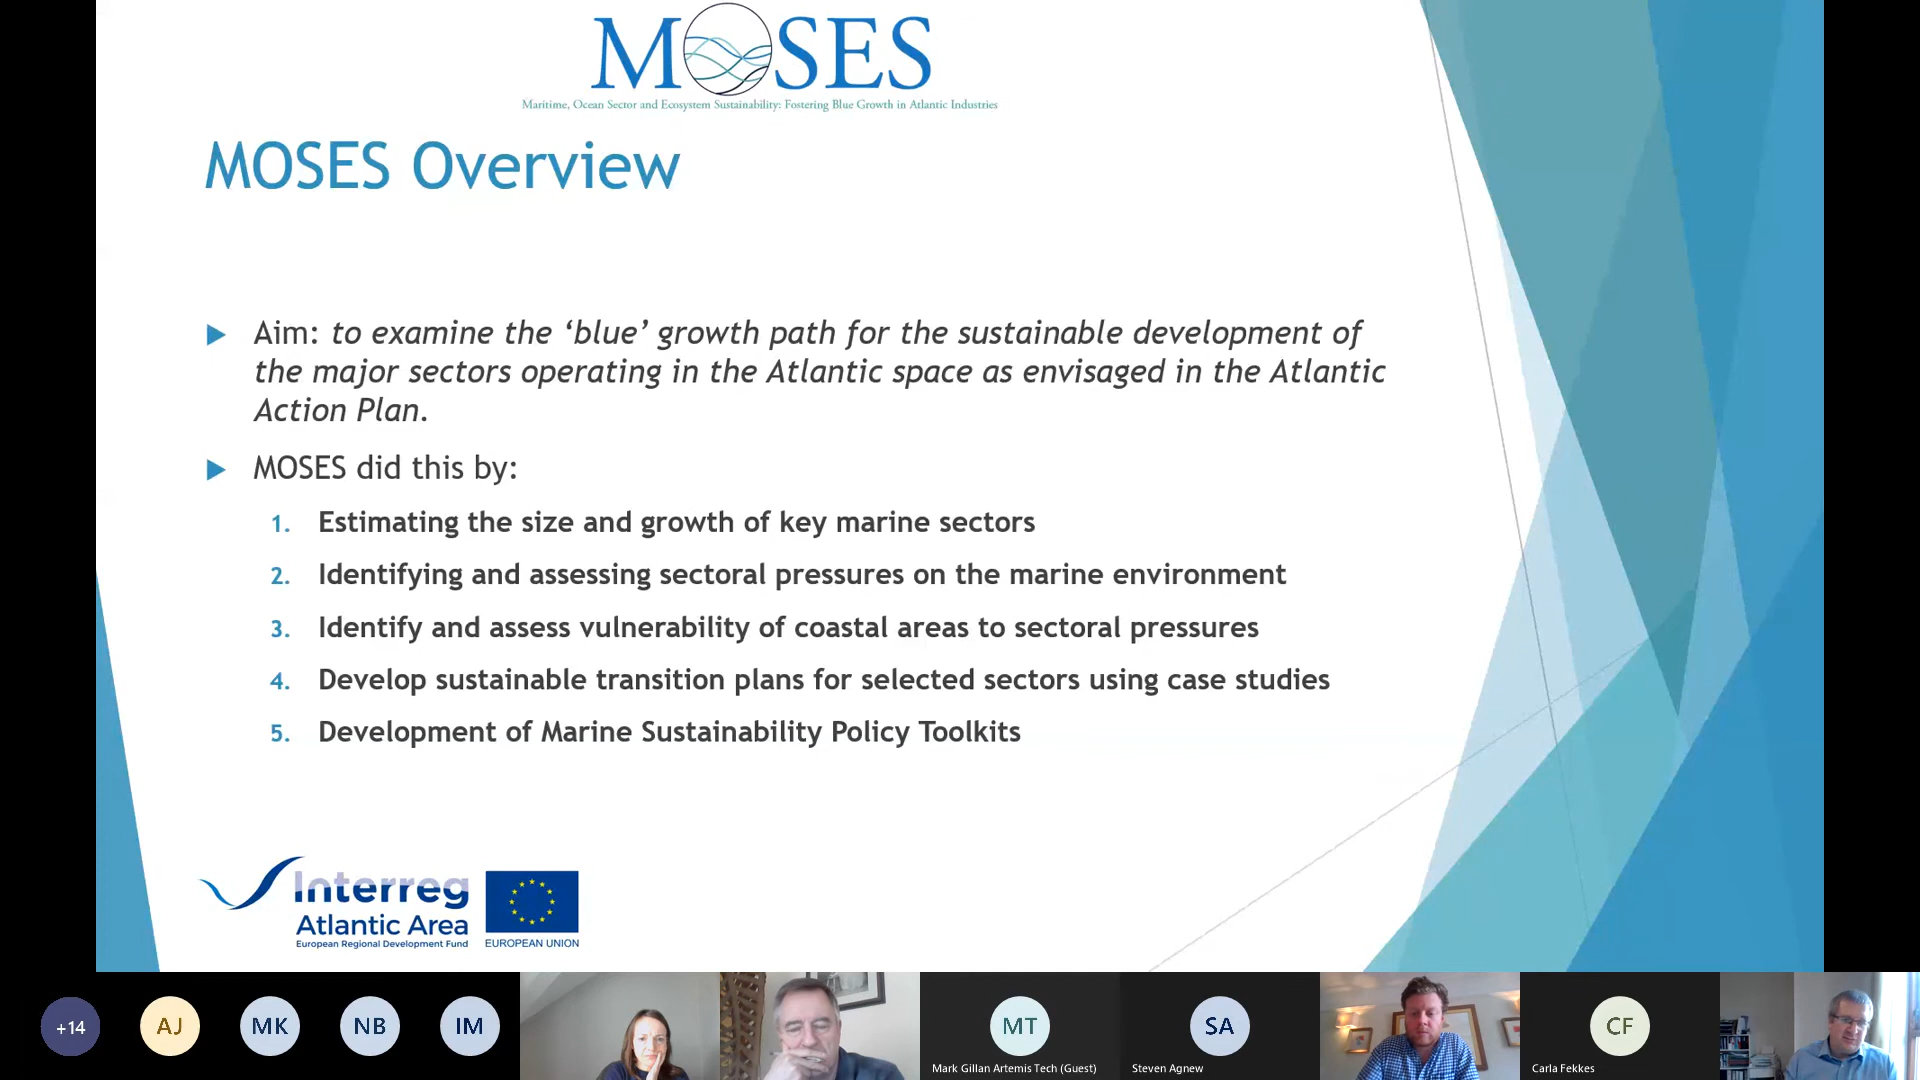 MOSES
Maritime, Ocean Sector and Ecosystem Sustainability: Fostering Blue Growth in Atlantic Industries
MOSES Overview
Aim: to examine the ‘blue’ growth path for the sustainable development of
the major sectors operating in the Atlantic space as envisaged in the Atlantic
Action Plan.
MOSES did this by:
1. Estimating the size and growth of key marine sectors
2. Identifying and assessing sectoral pressures on the marine environment
3. Identify and assess vulnerability of coastal areas to sectoral pressures
4. Develop sustainable transition plans for selected sectors using case studies
5. Development of Marine Sustainability Policy Toolkits
Interreg
Atlantic Area
European Regional Development Fund
EUROPEAN UNION
+14
AJ
MK
NB
IM
MT
Mark Gillan Artemis Tech (Guest)
SA
Steven Agnew
CF
Carla Fekkes